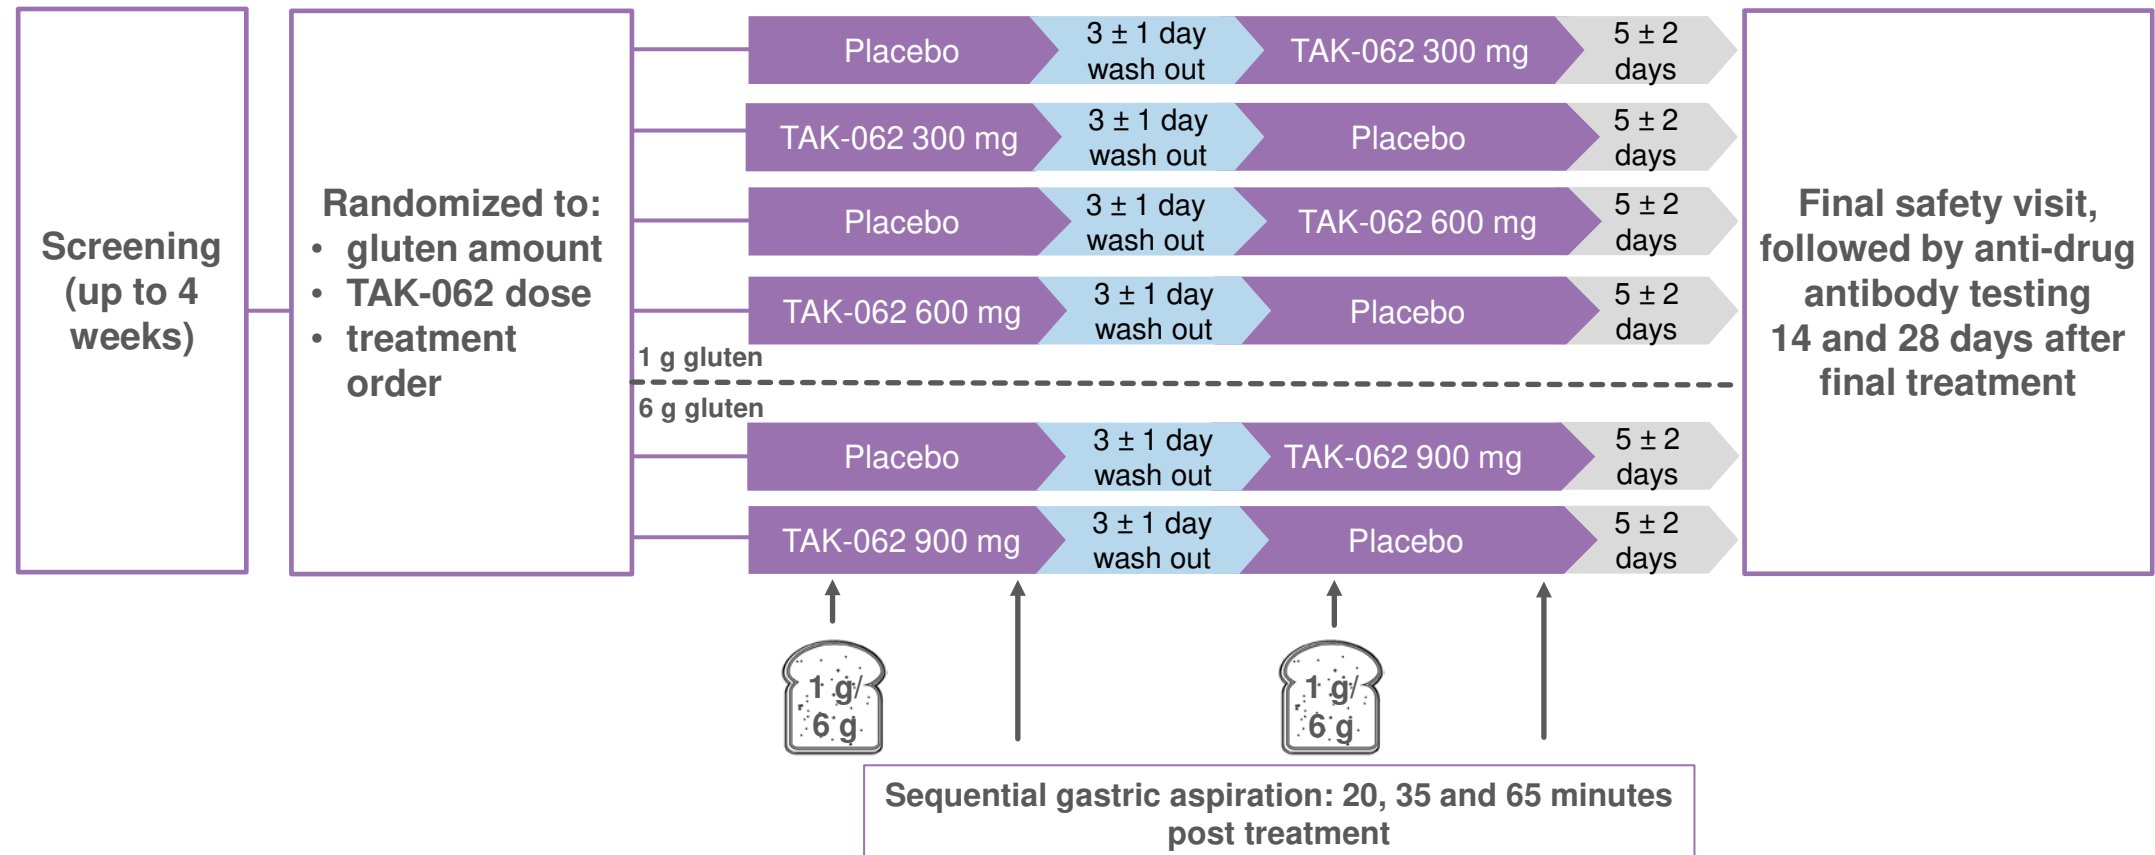 Screening
(up to 4
weeks)
Randomized to:
• gluten amount
• TAK-062 dose
• treatment
order
Placebo
3 ± 1 day
wash out
TAK-062 300 mg
5 ± 2
days
TAK-062 300 mg
3 ± 1 day
wash out
Placebo
5 ± 2
days
Placebo
3 ± 1 day
wash out
TAK-062 600 mg
5 ± 2
days
TAK-062 600 mg
3 ± 1 day
wash out
Placebo
5 ± 2
days
1 g gluten
6 g gluten
Placebo
3 ± 1 day
wash out
TAK-062 900 mg
5 ± 2
days
TAK-062 900 mg
3 ± 1 day
wash out
Placebo
5 ± 2
days
Final safety visit,
followed by anti-drug
antibody testing
14 and 28 days after
final treatment
1 g/
6 g
1 g/
6 g
Sequential gastric aspiration: 20, 35 and 65 minutes
post treatment